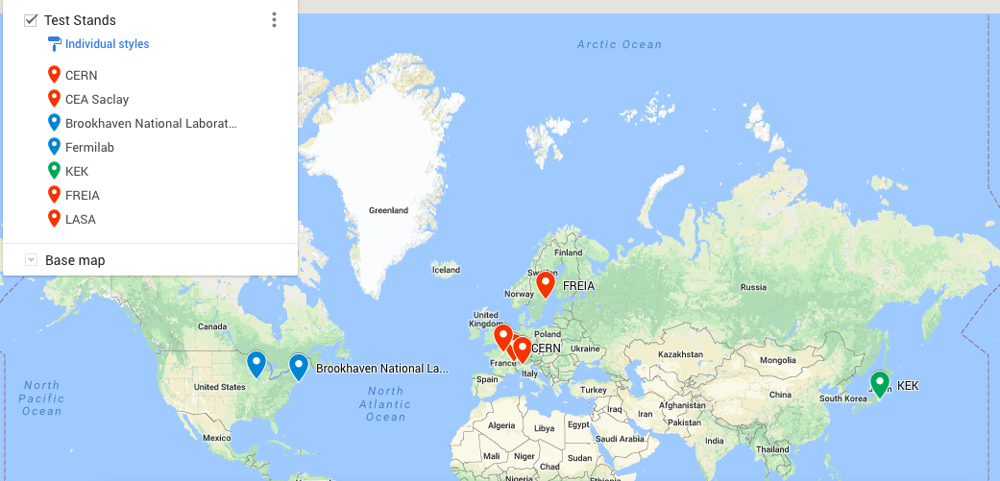 Test Stands
Individual styles
CERN
CEA Saclay
Brookhaven National Laborat...
Fermilab
KEK
FREIA
LASA
Base map
Arctic Ocean
Greenland
Iceland
Finland
Norway
FREIA
Russia
United
Kingdom
Canada
Poland
CERN
Ukraine
France
Kazakhstan
Mongolia
Brookhaven National La...
Italy
Spain
United States
North
Pacific
Ocean
North
Atlantic
Ocean
Turkey
China
South Korea
KEK
Iraq
Iran
Afghanistan
Pakistan
Algeria
Libya
Egypt
Saudi Arabia
India
Mexico
Thailand
Mali
Niger
Chad
Sudan
Nigeria